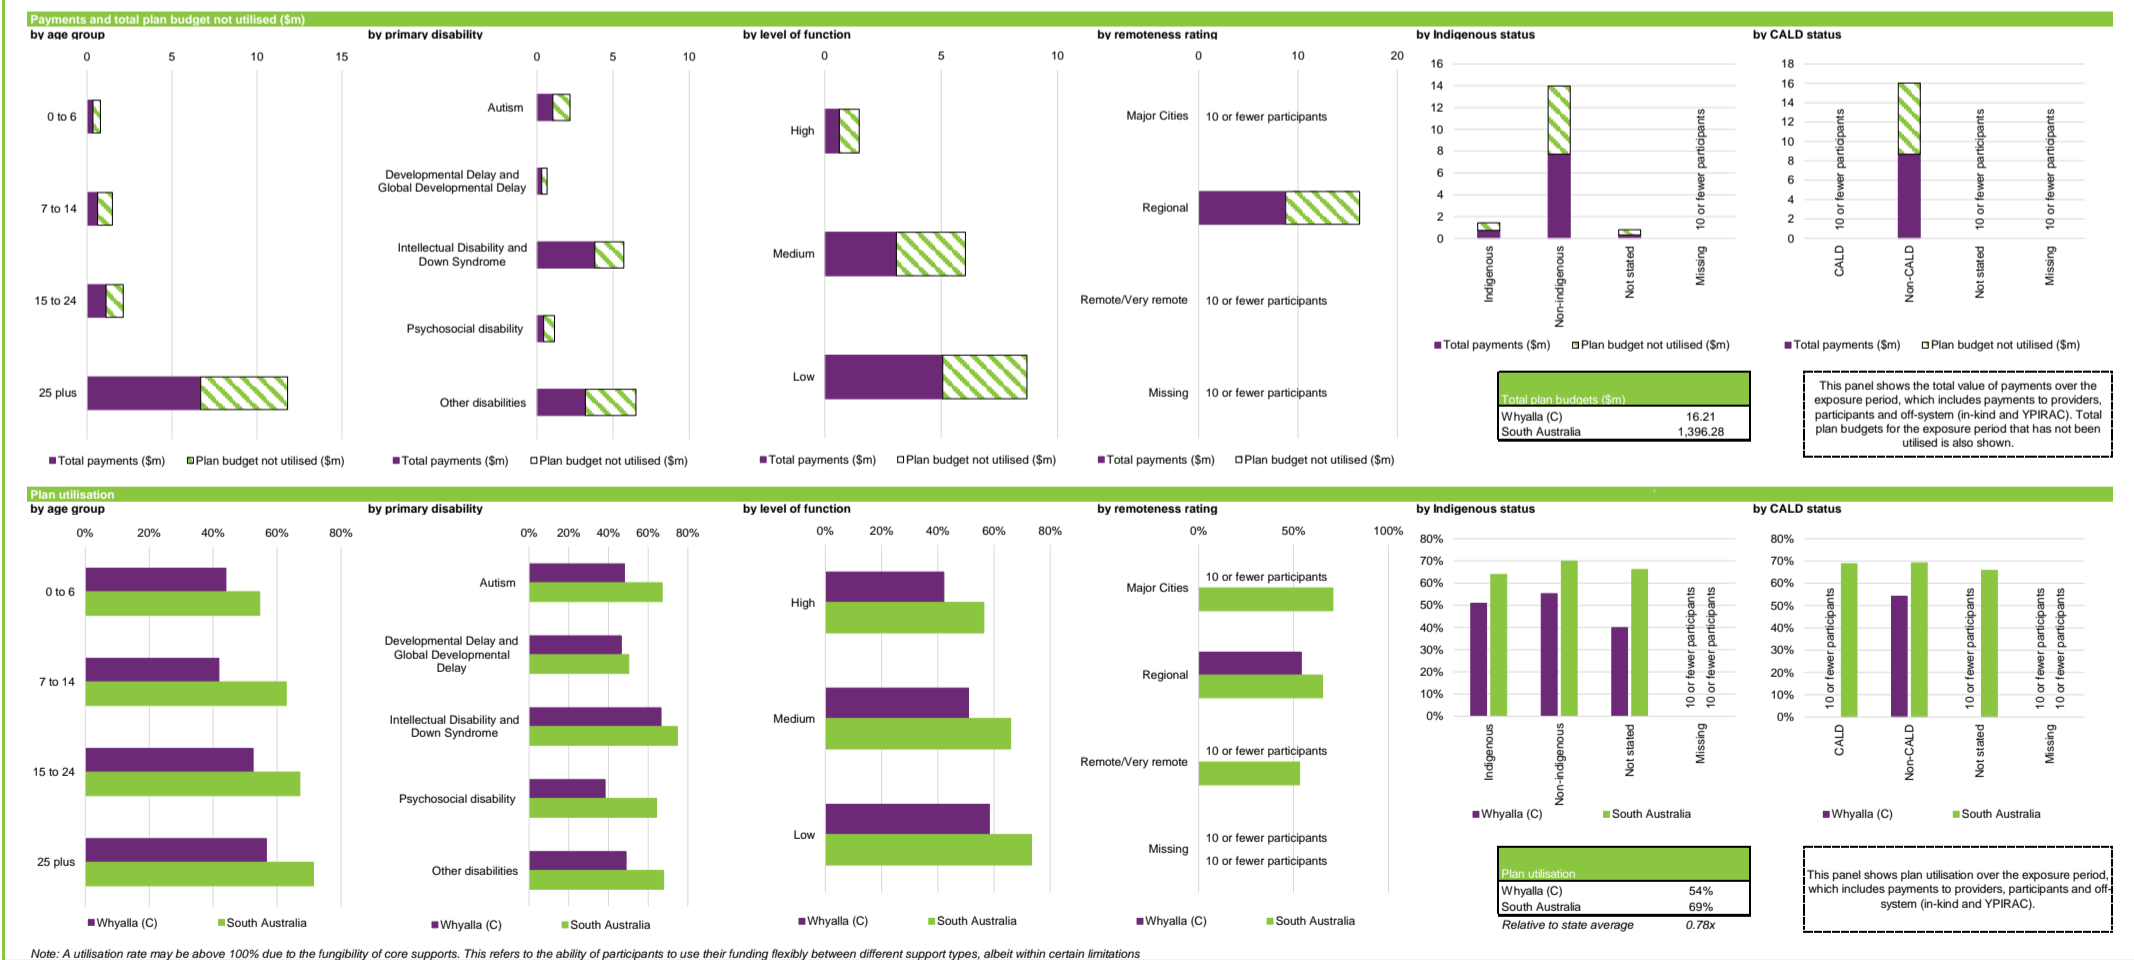 Payments and total plan budget not utilised ($m)
by age group
0 5 10 15
0 to 6
7 to 14
15 to 24
25 plus
Total payments ($m) Plan budget not utilised ($m)
by primary disability
0 5 10
Autism
Developmental Delay and
Global Developmental Delay
Intellectual Disability and
Down Syndrome
Psychosocial disability
Other disabilities
Total payments ($m) Plan budget not utilised ($m)
by level of function
0 5 10
High
Medium
Low
Total payments ($m) Plan budget not utilised ($m)
by remoteness rating
0 10 20
Major Cities 10 or fewer participants
Regional
Remote/Very remote 10 or fewer participants
Missing 10 or fewer participants
Total payments ($m) Plan budget not utilised ($m)
by Indigenous status
16
14
12
10
8
6
4
2
0
10 or fewer participants
Indigenous
Non-indigenous
Not stated
Missing
Total payments ($m) Plan budget not utilised ($m)
Total plan budgets ($m)
Whyalla (C) 16.21
South Australia 1,396.28
by CALD status
18
16
14
12
10
8
6
4
2
0
10 or fewer participants
10 or fewer participants
10 or fewer participants
CALD
Non-CALD
Not stated
Missing
Total payments ($m) Plan budget not utilised ($m)
This panel shows the total value of payments over the
exposure period, which includes payments to providers,
participants and off-system (in-kind and YPIRAC). Total
plan budgets for the exposure period that has not been
utilised is also shown.
Plan utilisation
by age group
0% 20% 40% 60% 80%
0 to 6
7 to 14
15 to 24
25 plus
Whyalla (C) South Australia
by primary disability
0% 20% 40% 60% 80%
Autism
Developmental Delay and
Global Developmental
Delay
Intellectual Disability and
Down Syndrome
Psychosocial disability
Other disabilities
Whyalla (C) South Australia
by level of function
0% 20% 40% 60% 80%
High
Medium
Low
Whyalla (C) South Australia
by remoteness rating
0% 50% 100%
10 or fewer participants
Major Cities
Regional
10 or fewer participants
Remote/Very remote
10 or fewer participants
Missing
10 or fewer participants
Whyalla (C) South Australia
by Indigenous status
80%
70%
60%
50%
40%
30%
20%
10%
0%
10 or fewer participants
10 or fewer participants
Indigenous
Non-indigenous
Not stated
Missing
Whyalla (C) South Australia
Plan utilisation
Whyalla (C) 54%
South Australia 69%
Relative to state average 0.78x
by CALD status
80%
70%
60%
50%
40%
30%
20%
10%
0%
10 or fewer participants
10 or fewer participants
10 or fewer participants
10 or fewer participants
CALD
Non-CALD
Not stated
Missing
Whyalla (C) South Australia
This panel shows plan utilisation over the exposure period,
which includes payments to providers, participants and off-
system (in-kind and YPIRAC).
Note: A utilisation rate may be above 100% due to the fungibility of core supports. This refers to the ability of participants to use their funding flexibly between different support types, albeit within certain limitations